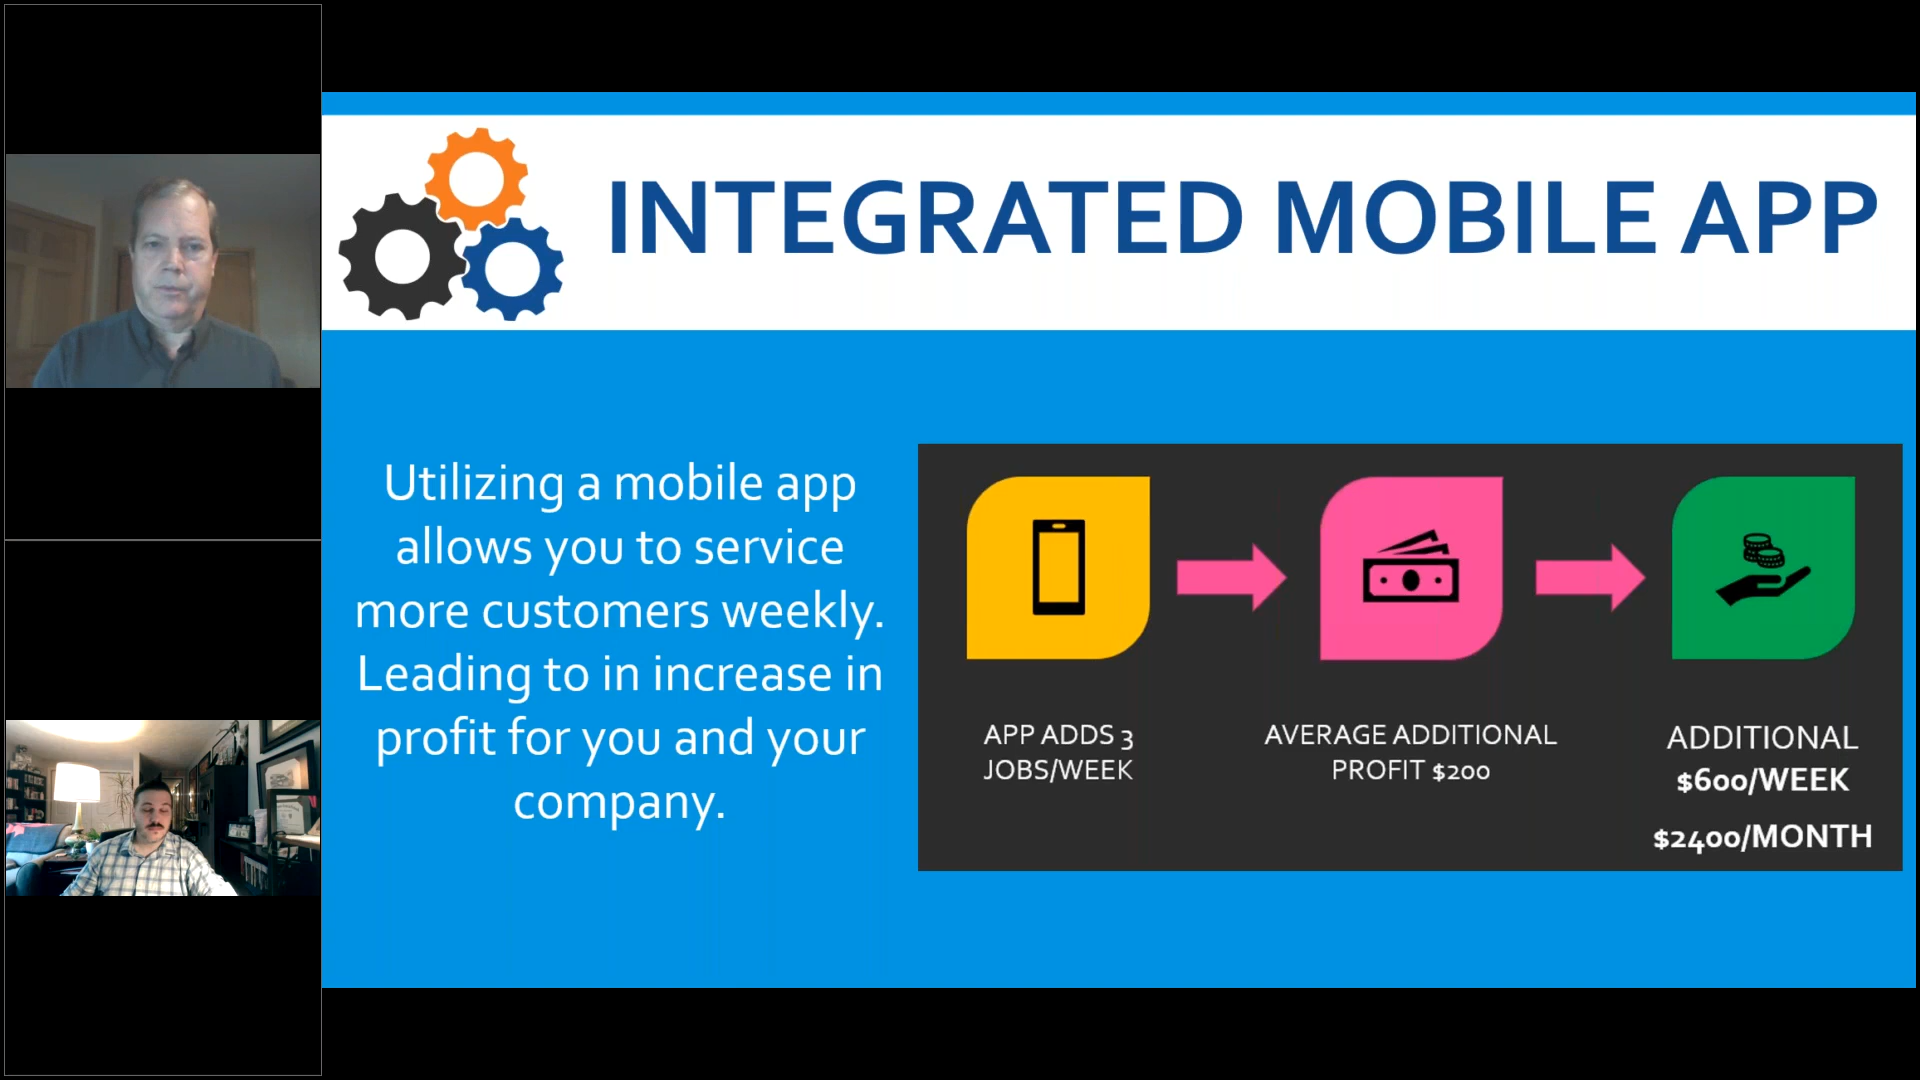 INTEGRATED MOBILE APP
Utilizing a mobile app
allows you to service
more customers weekly.
Leading to in increase in
profit for you and your
company.
APP ADDS 3
JOBS/WEEK
AVERAGE ADDITIONAL
PROFIT $200
ADDITIONAL
$600/WEEK
$2400/MONTH